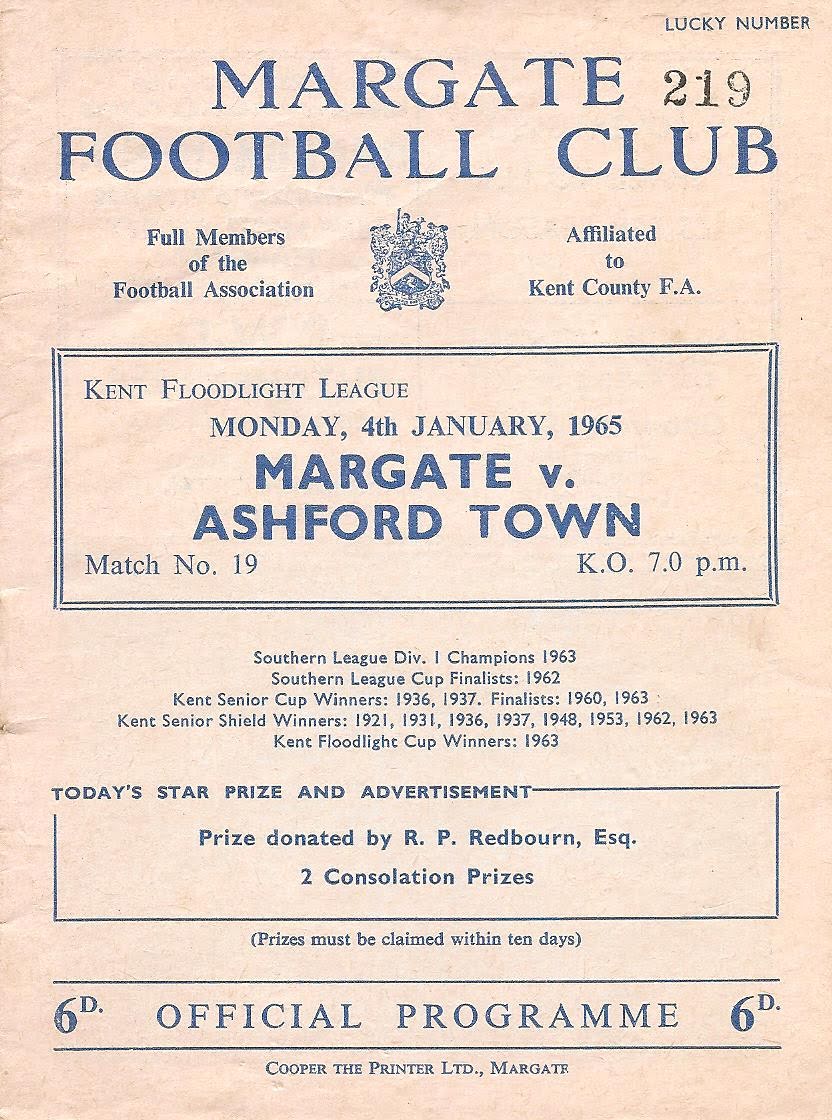 LUCKY NUMBER
MARGATE 219
FOOTBALL CLUB
Full Members
of the
Football Association
Affiliated
to
Kent County F.A.
KENT FLOODLIGHT LEAGUE
MONDAY, 4th JANUARY, 1965
MARGATE v.
ASHFORD TOWN
Match No. 19 K.O. 7.0 p.m.
Southern League Div. 1 Champions 1963
Southern League Cup Finalists: 1962
Kent Senior Cup Winners: 1936, 1937. Finalists: 1960, 1963
Kent Senior Shield Winners: 1921, 1931, 1936, 1937, 1948, 1953, 1962, 1963
Kent Floodlight Cup Winners: 1963
TODAY'S STAR PRIZE AND ADVERTISEMENT
Prize donated by R. P. Redbourn, Esq.
2 Consolation Prizes
(Prizes must be claimed within ten days)
6D. OFFICIAL PROGRAMME 6D.
COOPER THE PRINTER LTD., MARGATE